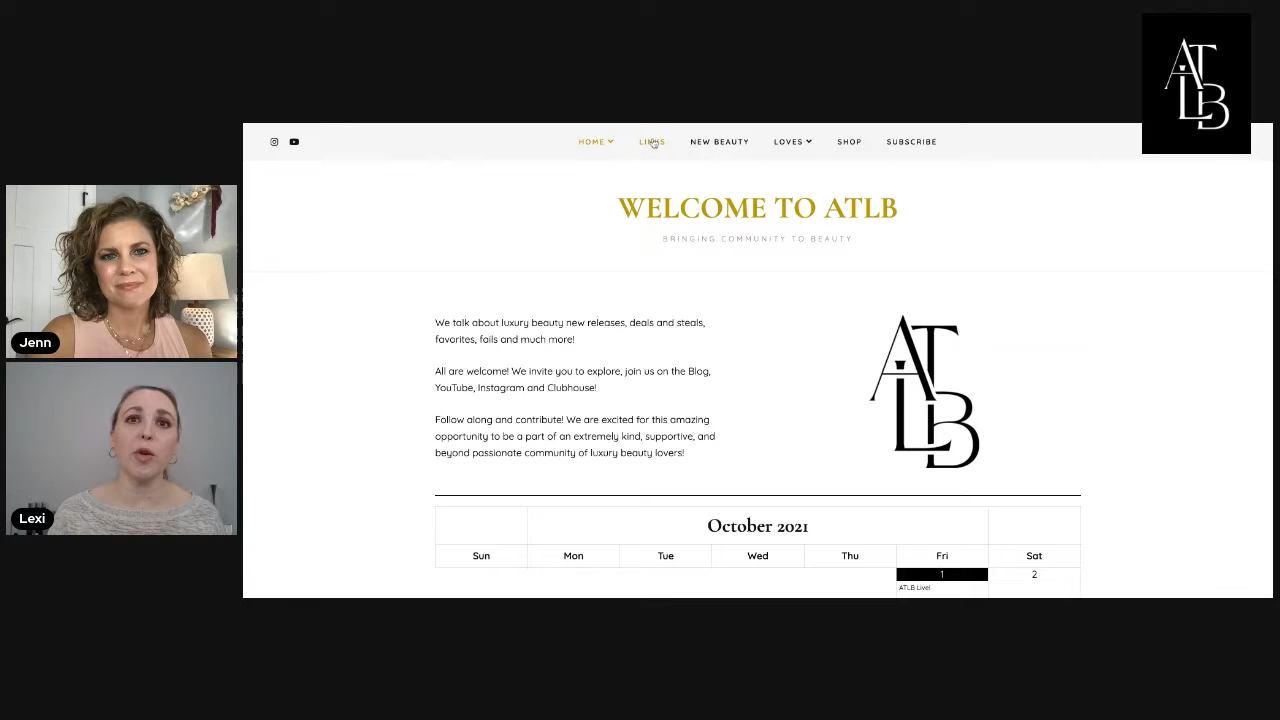 ATLB
HOME LINKS NEW BEAUTY LOVES SHOP SUBSCRIBE
WELCOME TO ATLB
BRINGING COMMUNITY TO BEAUTY
Jenn
Lexi
We talk about luxury beauty new releases, deals and steals,
favorites, fails and much more!
All are welcome! We invite you to explore, join us on the Blog,
YouTube, Instagram and Clubhouse!
Follow along and contribute! We are excited for this amazing
opportunity to be a part of an extremely kind, supportive, and
beyond passionate community of luxury beauty lovers!
ATLB
October 2021
Sun Mon Tue Wed Thu Fri Sat
1 2
ATLB Live!